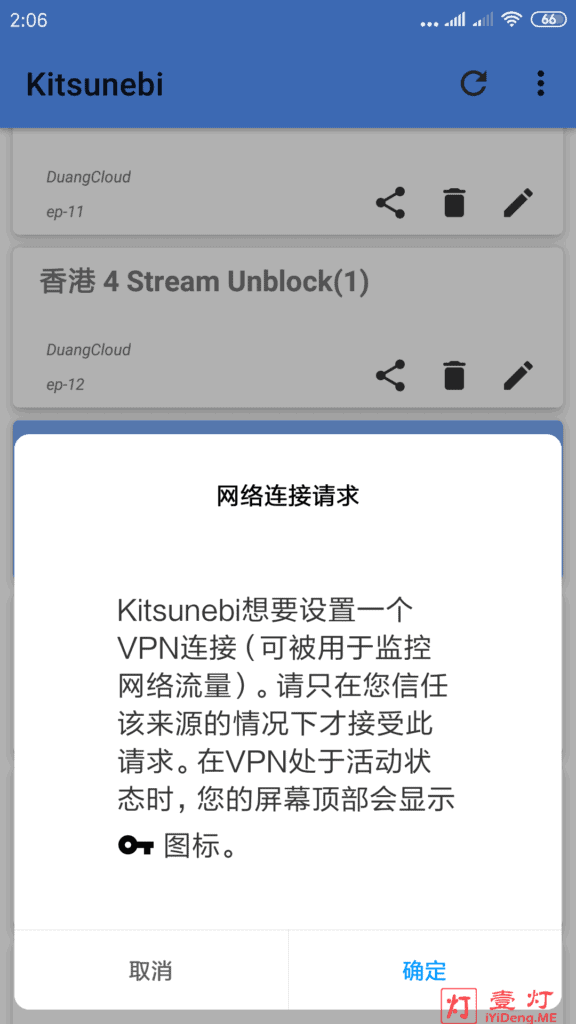 2:06
66
Kitsunebi
DuangCloud
ep-11
香港 4 Stream Unblock(1)
DuangCloud
ep-12
网络连接请求
Kitsunebi想要设置一个
VPN连接（可被用于监控
网络流量）。请只在您信任
该来源的情况下才接受此
请求。在VPN处于活动状
态时，您的屏幕顶部会显示
图标。
取消
确定
灯 壹灯
iYiDeng.ME